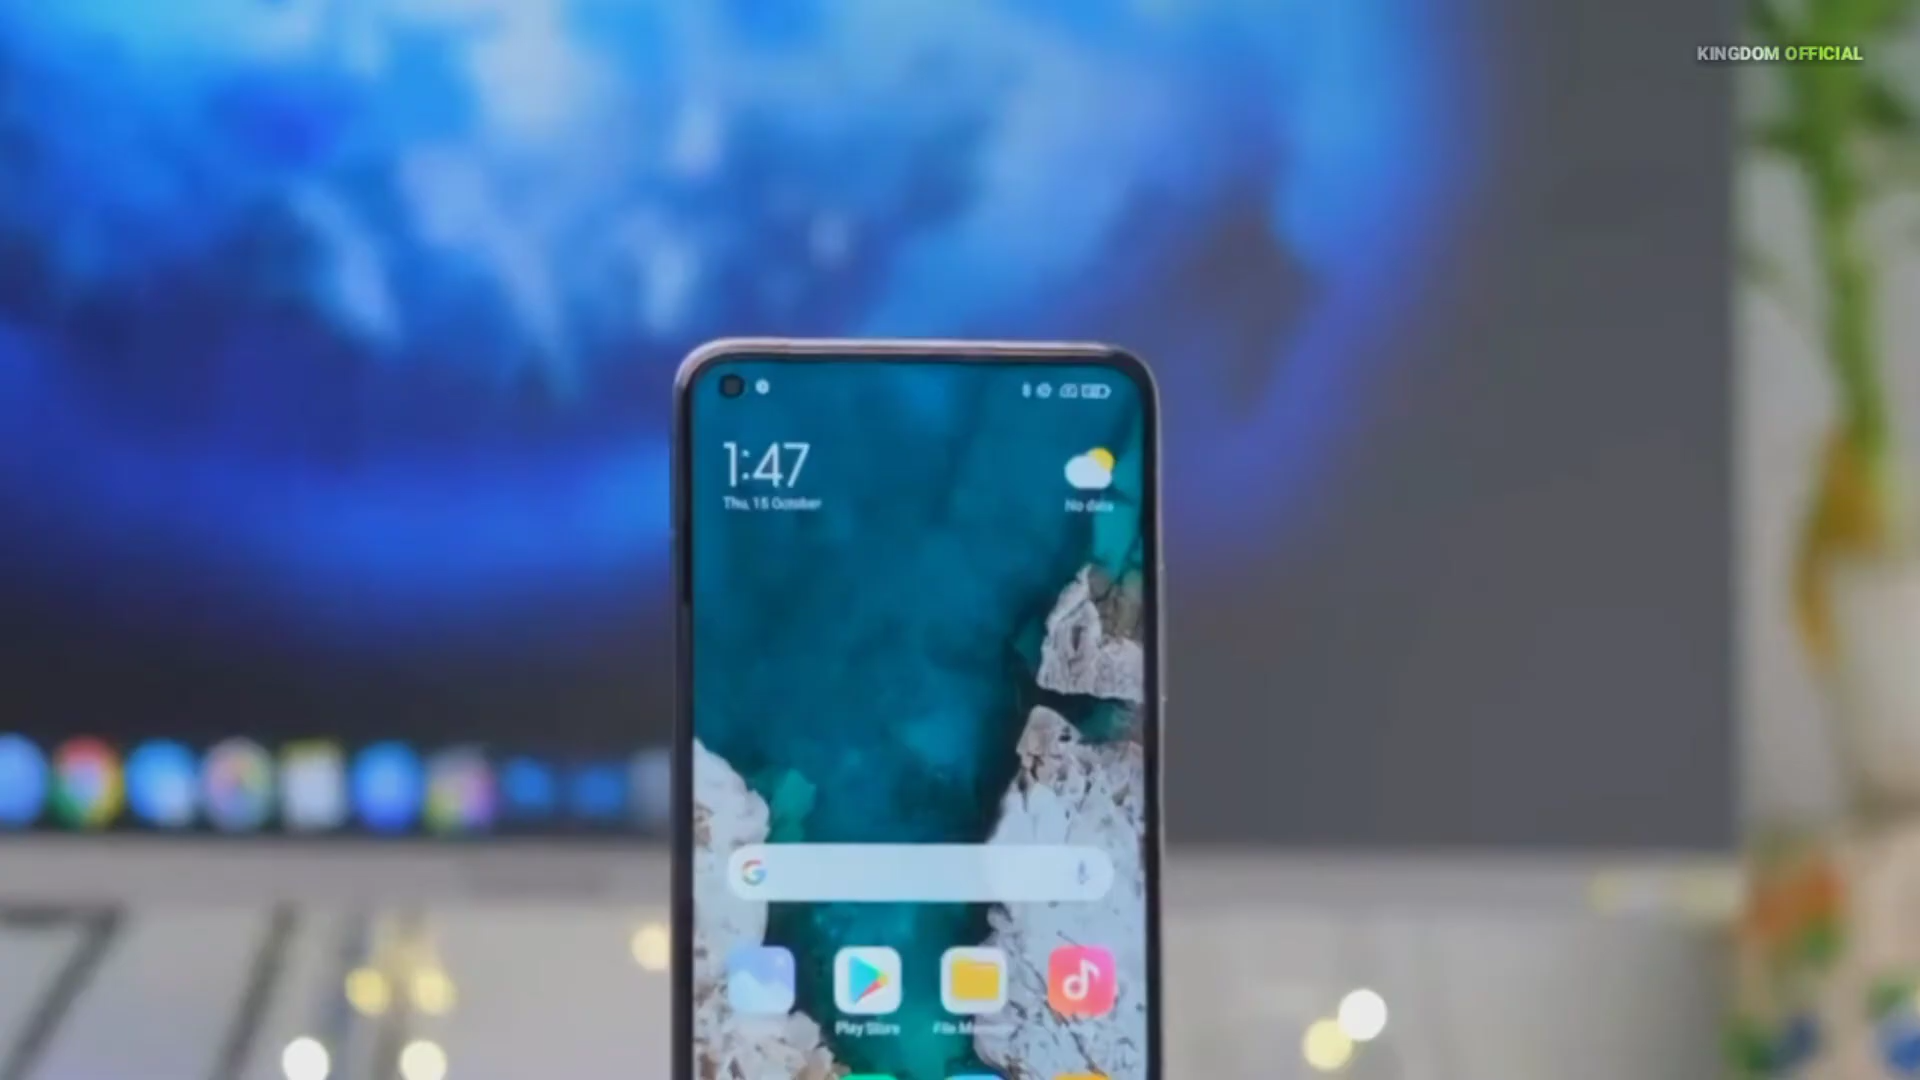 KINGDOM OFFICIAL
1:47
Thu, 15 October
No data
Play Store